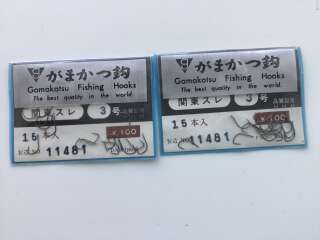 がまかつ鈎
Gamakatsu Fishing Hooks
The best quality in the world.
関東スレ 3号
15本入
¥100
11481
がまかつ鈎
Gamakatsu Fishing Hooks
The best quality in the world.
関東スレ 3号
15本入
¥100
11481